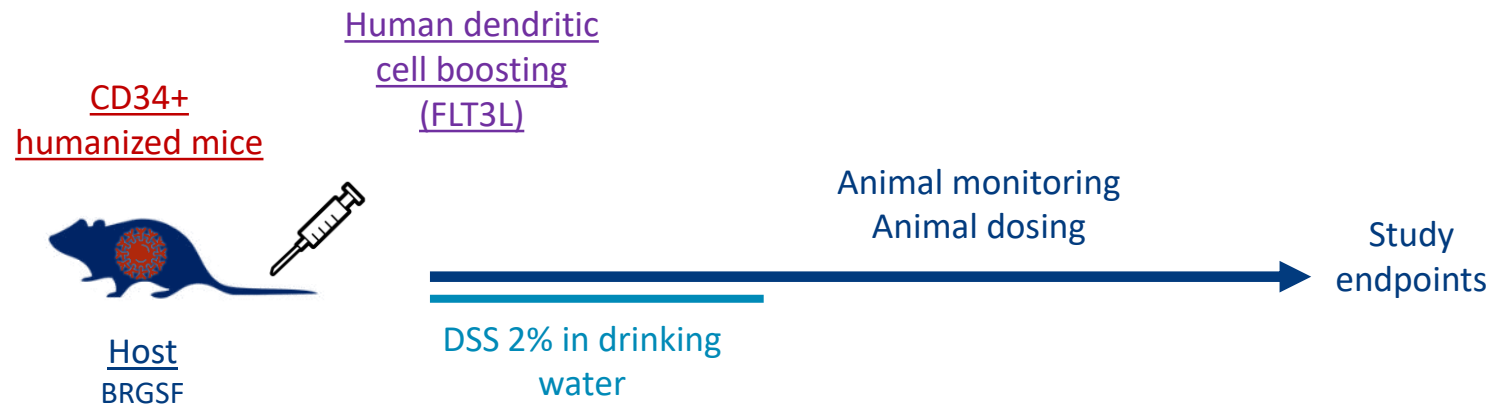 Human dendritic
cell boosting
(FLT3L)
CD34+
humanized mice
Host
BRGSF
DSS 2% in drinking
water
Animal monitoring
Animal dosing
Study
endpoints